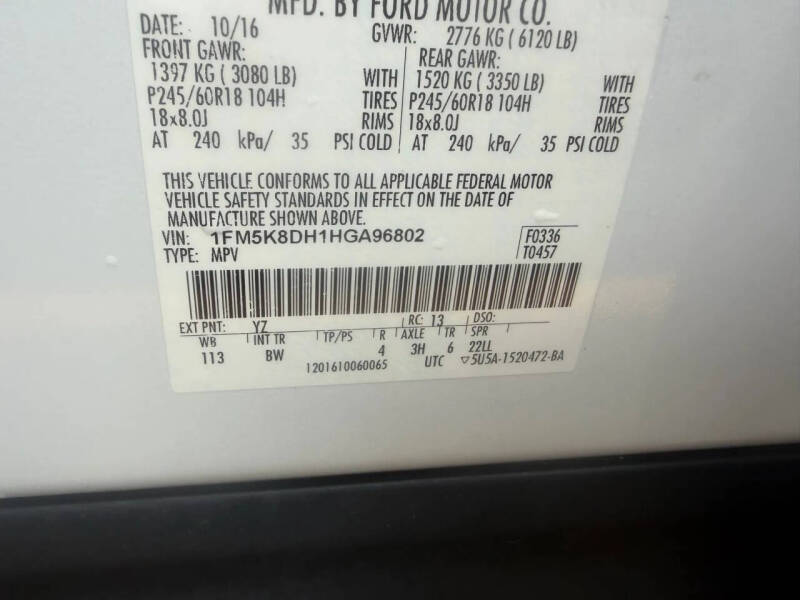 MFD. BY FORD MOTOR CO.
DATE: 10/16 GVWR: 2776 KG ( 6120 LB)
FRONT GAWR: REAR GAWR:
1397 KG ( 3080 LB) WITH 1520 KG ( 3350 LB) WITH
P245/60R18 104H TIRES P245/60R18 104H TIRES
18x8.0J RIMS 18x8.0J RIMS
AT 240 kPa/ 35 PSI COLD AT 240 kPa/ 35 PSI COLD
THIS VEHICLE CONFORMS TO ALL APPLICABLE FEDERAL MOTOR
VEHICLE SAFETY STANDARDS IN EFFECT ON THE DATE OF
MANUFACTURE SHOWN ABOVE.
VIN: 1FM5K8DH1HGA96802 F0336
TYPE: MPV T0457
EXT PNT: YZ RC: 13 DSO:
WB INT TR TP/PS R AXLE TR SPR
113 BW 4 3H 6 22LL
1201610060065 UTC ▽5U5A-1520472-BA